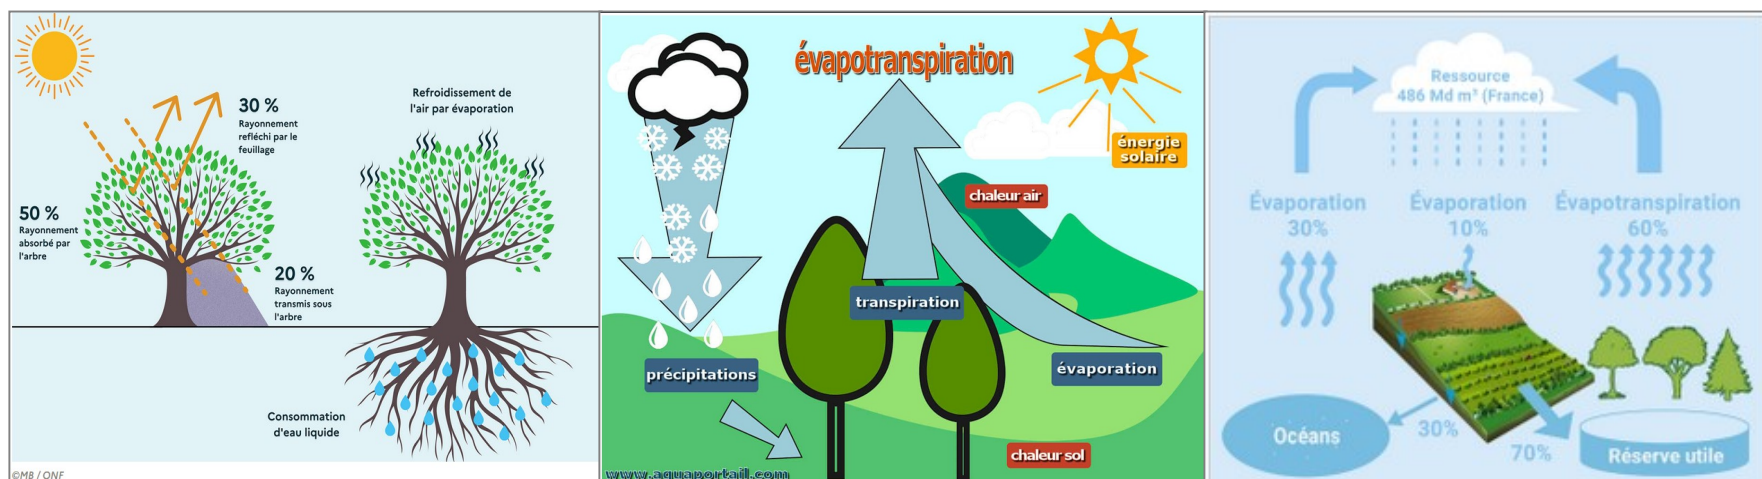 30 %
Rayonnement
réfléchi par le
feuillage
50 %
Rayonnement
absorbé par
l'arbre
20 %
Rayonnement
transmis sous
l'arbre
Refroidissement de
l'air par évaporation
Consommation
d'eau liquide
©MB / ONF
évapotranspiration
énergie
solaire
chaleur air
transpiration
précipitations
évaporation
chaleur sol
www.aquaportail.com
Ressource
486 Md m³ (France)
Évaporation
30%
Évaporation
10%
Évapotranspiration
60%
Océans
30%
70%
Réserve utile